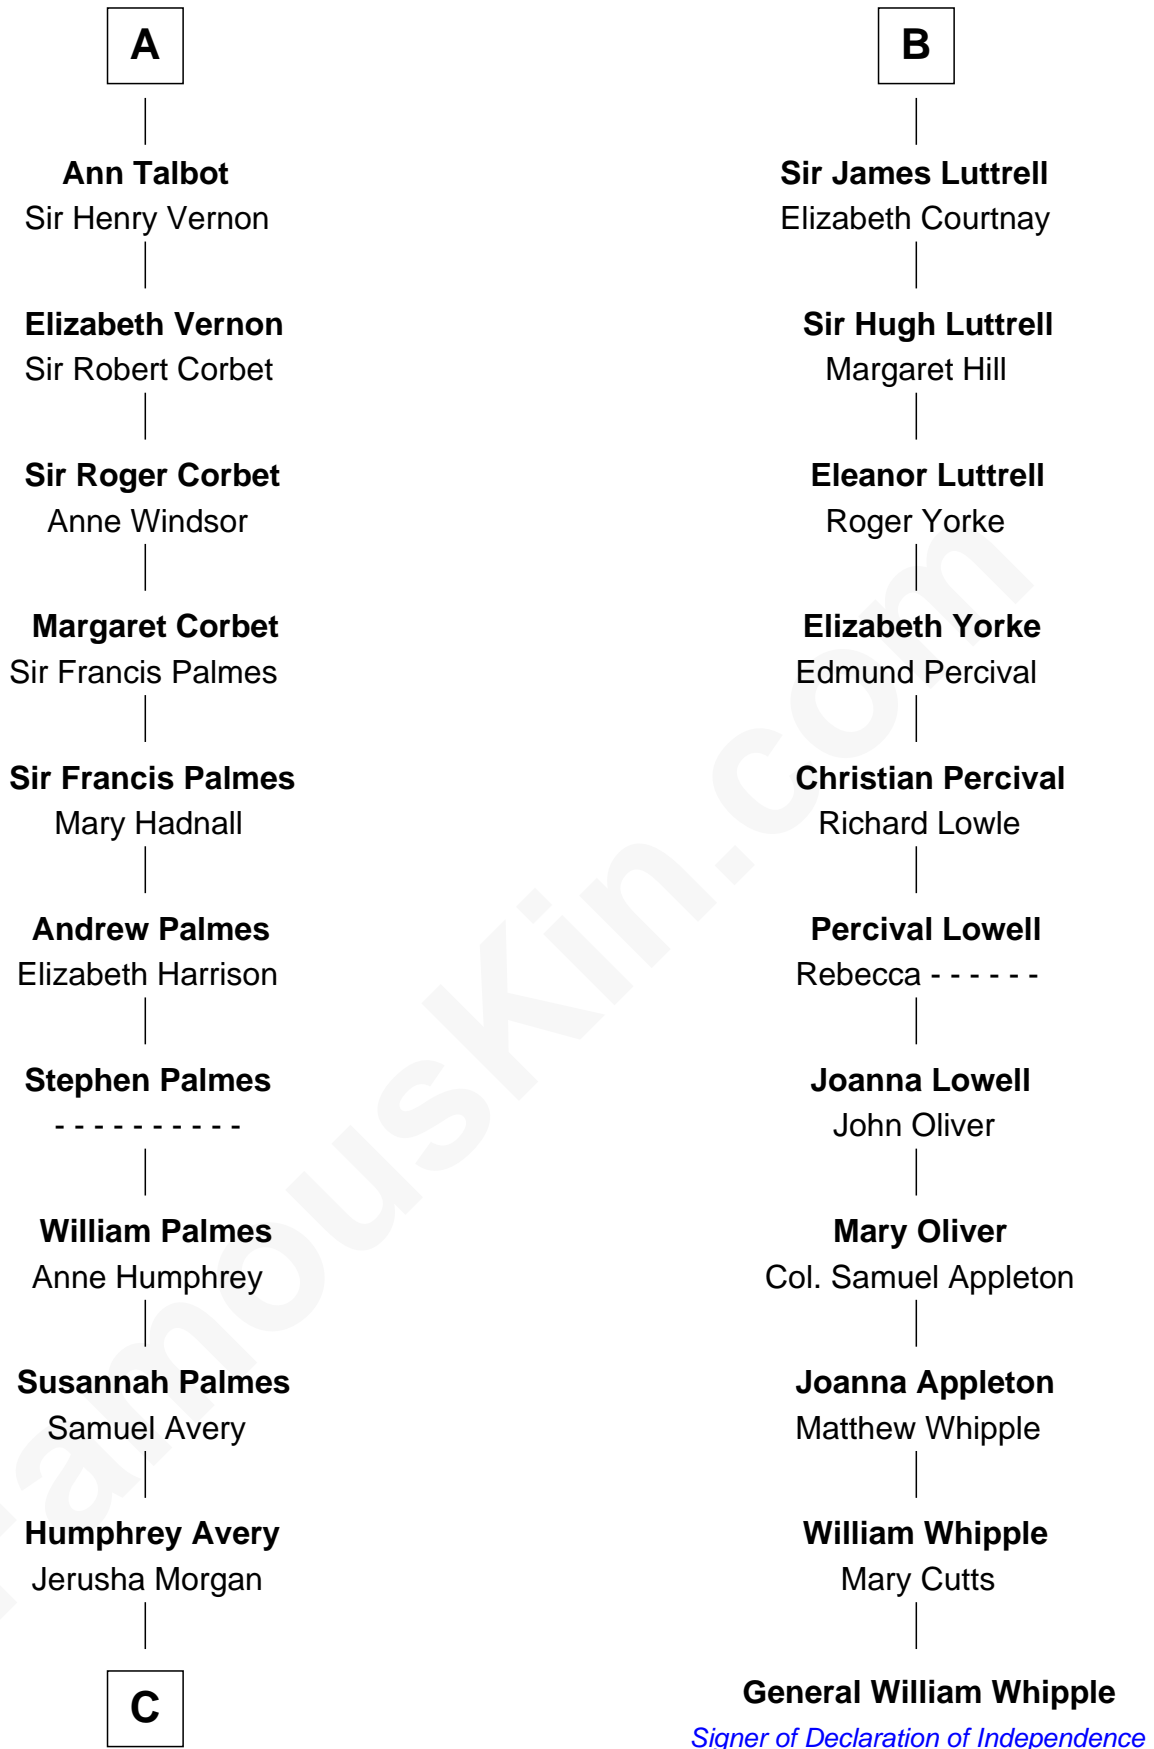 A
Ann Talbot
Sir Henry Vernon
Elizabeth Vernon
Sir Robert Corbet
Sir Roger Corbet
Anne Windsor
Margaret Corbet
Sir Francis Palmes
Sir Francis Palmes
Mary Hadnall
Andrew Palmes
Elizabeth Harrison
Stephen Palmes
- - - - - - - - - -
William Palmes
Anne Humphrey
Susannah Palmes
Samuel Avery
Humphrey Avery
Jerusha Morgan
C
B
Sir James Luttrell
Elizabeth Courtnay
Sir Hugh Luttrell
Margaret Hill
Eleanor Luttrell
Roger Yorke
Elizabeth Yorke
Edmund Percival
Christian Percival
Richard Lowle
Percival Lowell
Rebecca - - - - - -
Joanna Lowell
John Oliver
Mary Oliver
Col. Samuel Appleton
Joanna Appleton
Matthew Whipple
William Whipple
Mary Cutts
General William Whipple
Signer of Declaration of Independence
FamousKin.com